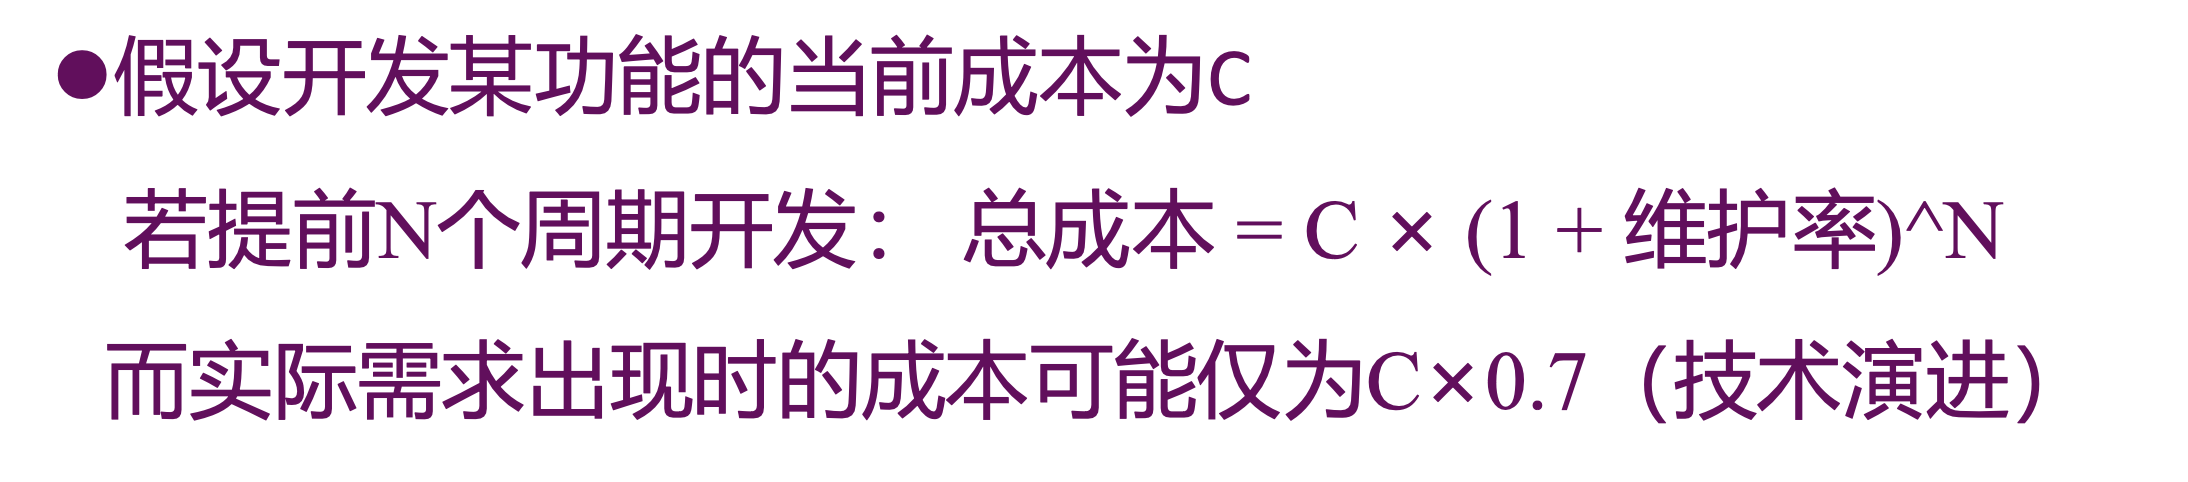 ●假设开发某功能的当前成本为C
若提前N个周期开发： 总成本 = C × (1 + 维护率)^N
而实际需求出现时的成本可能仅为C×0.7（技术演进）